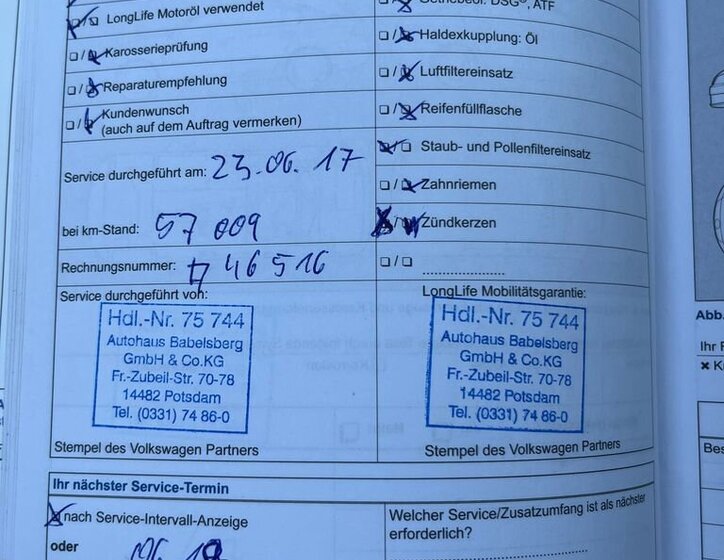 LongLife Motoröl verwendet
Getriebeöl: DSG®, ATF
Karosserieprüfung
Haldexkupplung: Öl
Reparaturempfehlung
Luftfiltereinsatz
Kundenwunsch
(auch auf dem Auftrag vermerken)
Reifenfüllflasche
Staub- und Pollenfiltereinsatz
Service durchgeführt am: 23.06.17
Zahnriemen
bei km-Stand: 57 009
Zündkerzen
Rechnungsnummer: 46516
Service durchgeführt von:
LongLife Mobilitätsgarantie:
Hdl.-Nr. 75 744
Autohaus Babelsberg
GmbH & Co.KG
Fr.-Zubeil-Str. 70-78
14482 Potsdam
Tel. (0331) 74 86-0
Hdl.-Nr. 75 744
Autohaus Babelsberg
GmbH & Co.KG
Fr.-Zubeil-Str. 70-78
14482 Potsdam
Tel. (0331) 74 86-0
Stempel des Volkswagen Partners
Stempel des Volkswagen Partners
Ihr nächster Service-Termin
nach Service-Intervall-Anzeige
oder
Welcher Service/Zusatzumfang ist als nächster
erforderlich?
Abb.